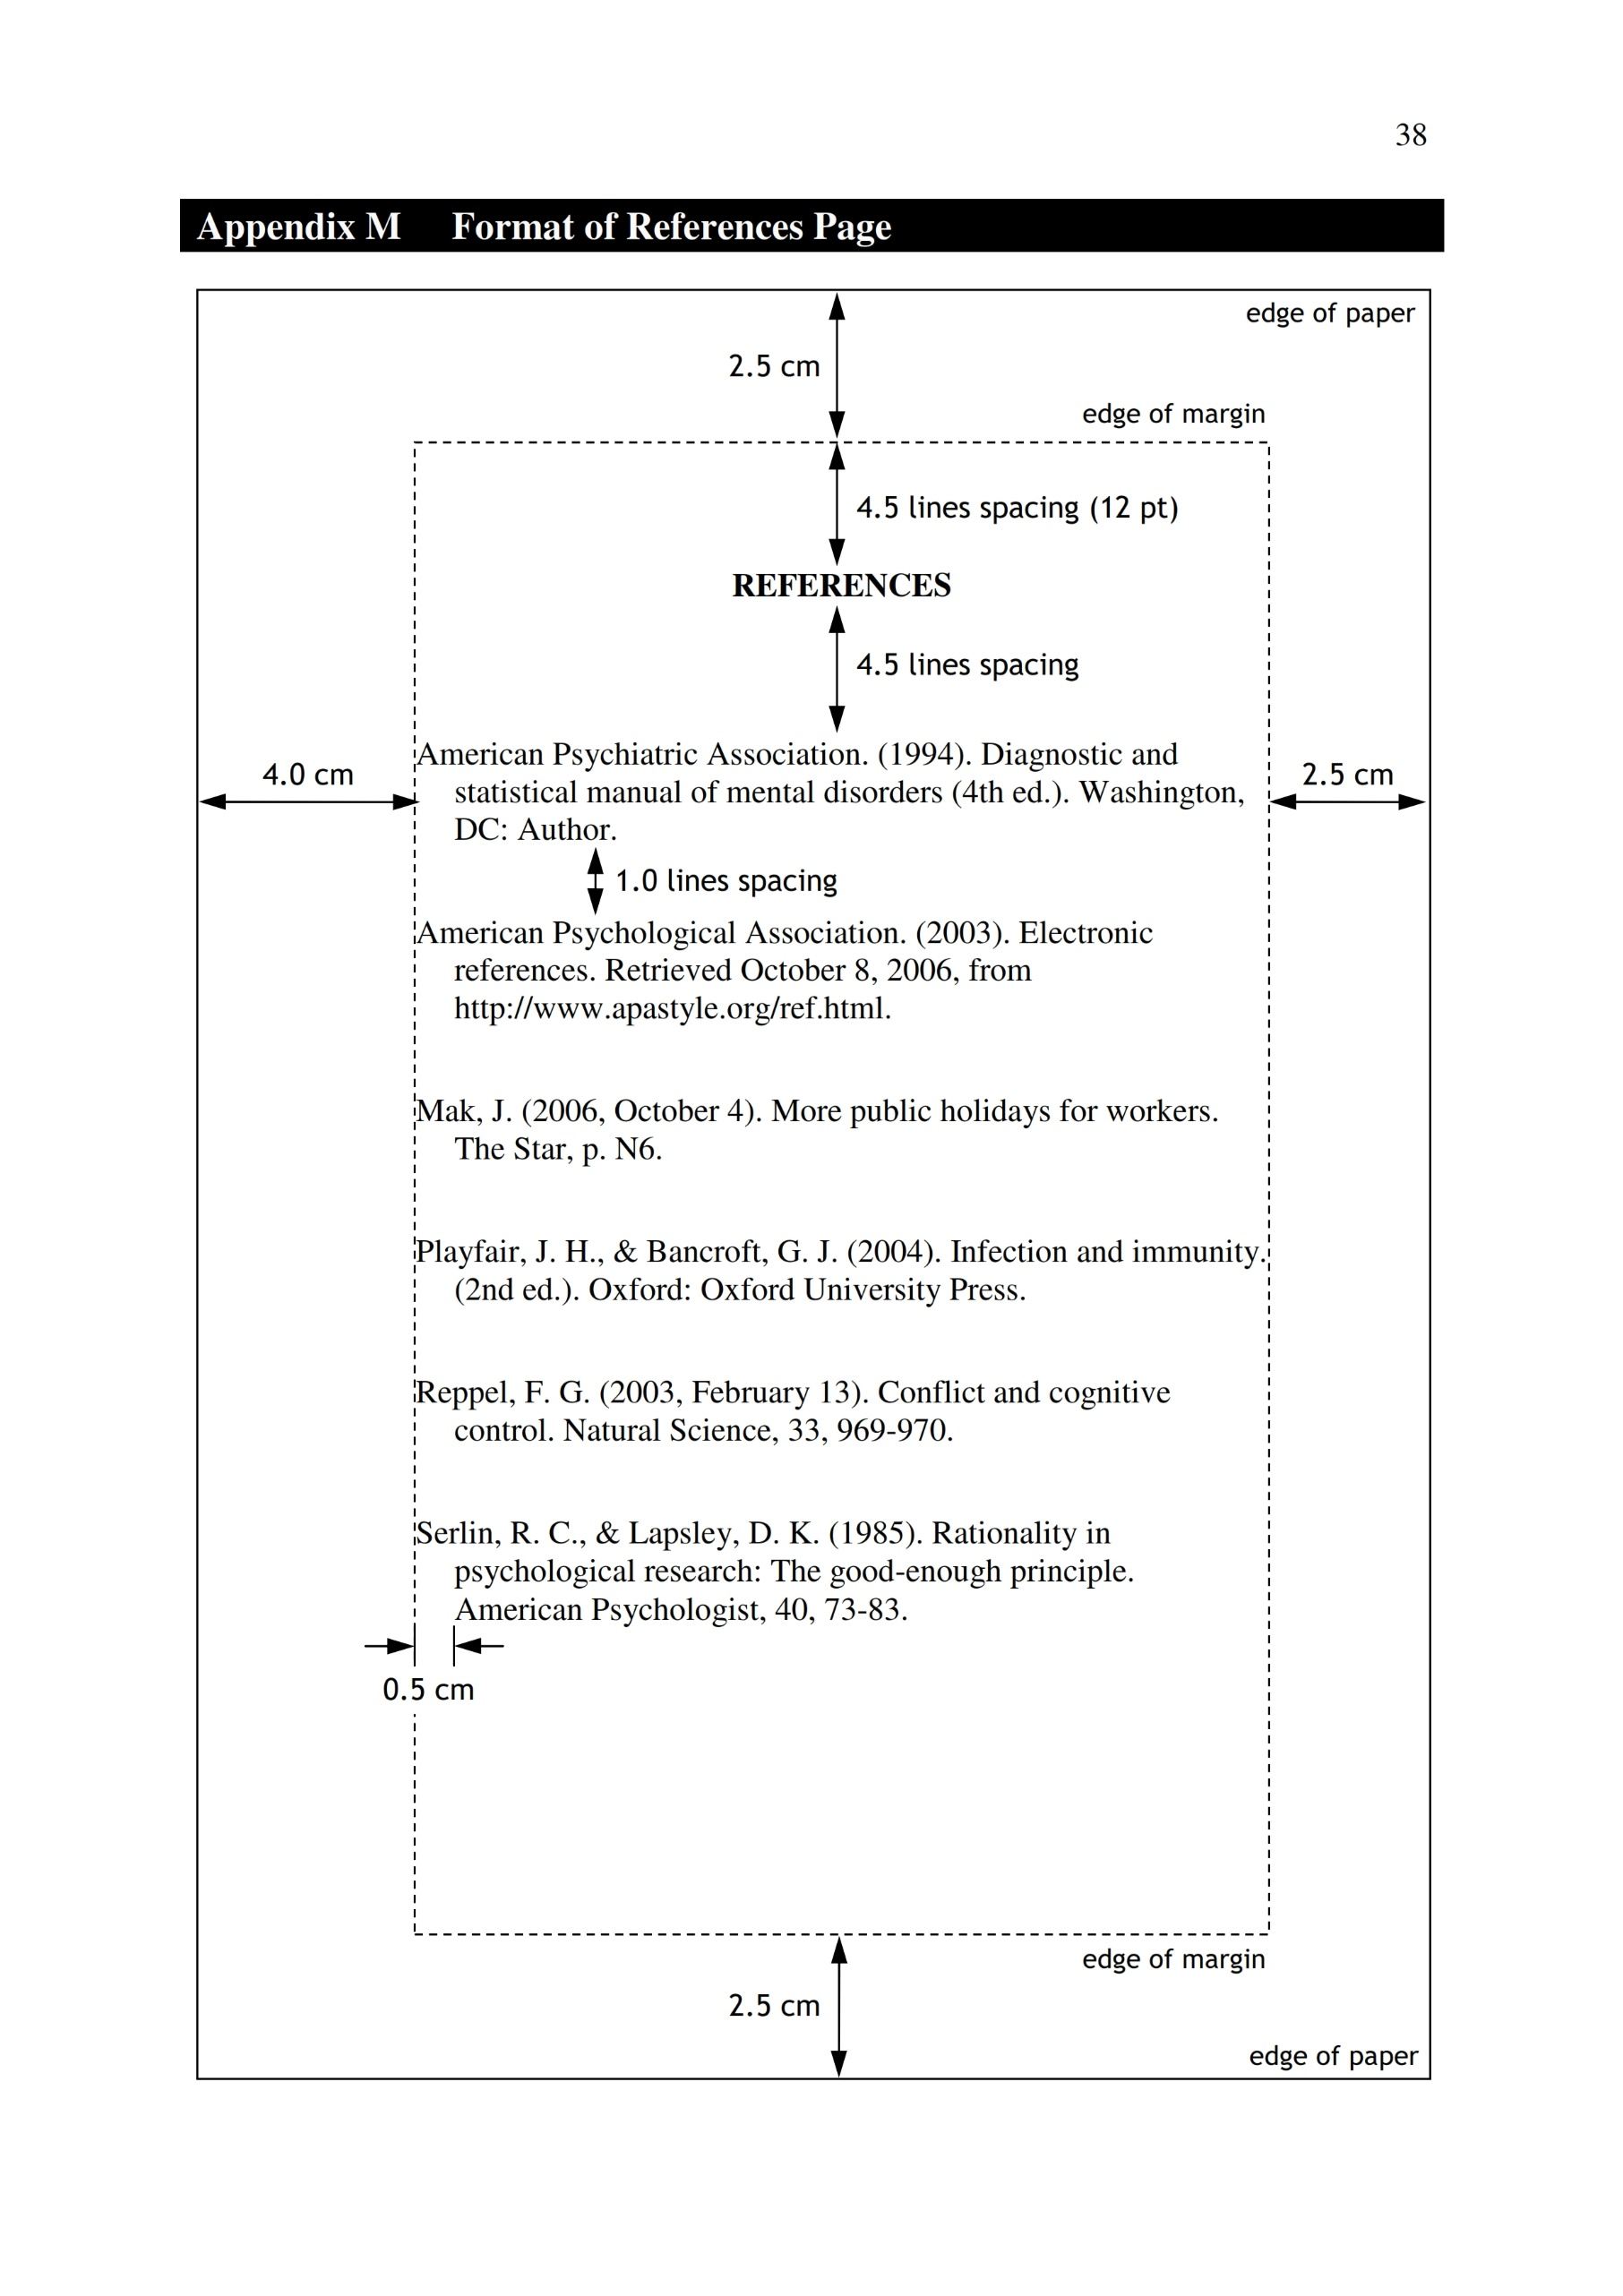 38
Appendix M Format of References Page
edge of paper
2.5 cm
edge of margin
4.5 lines spacing (12 pt)
REFERENCES
4.5 lines spacing
American Psychiatric Association. (1994). Diagnostic and
4.0 cm
2.5 cm
statistical manual of mental disorders (4th ed.). Washington,
DC: Author.
1.0 lines spacing
American Psychological Association. (2003). Electronic
references. Retrieved October 8, 2006, from
http://www.apastyle.org/ref.html.
Mak, J. (2006, October 4). More public holidays for workers.
The Star, p. N6.
Playfair, J. H., & Bancroft, G. J. (2004). Infection and immunity.
(2nd ed.). Oxford: Oxford University Press.
Reppel, F. G. (2003, February 13). Conflict and cognitive
control. Natural Science, 33, 969-970.
Serlin, R. C., & Lapsley, D. K. (1985). Rationality in
psychological research: The good-enough principle.
American Psychologist, 40, 73-83.
0.5 cm
edge of margin
2.5 cm
edge of paper